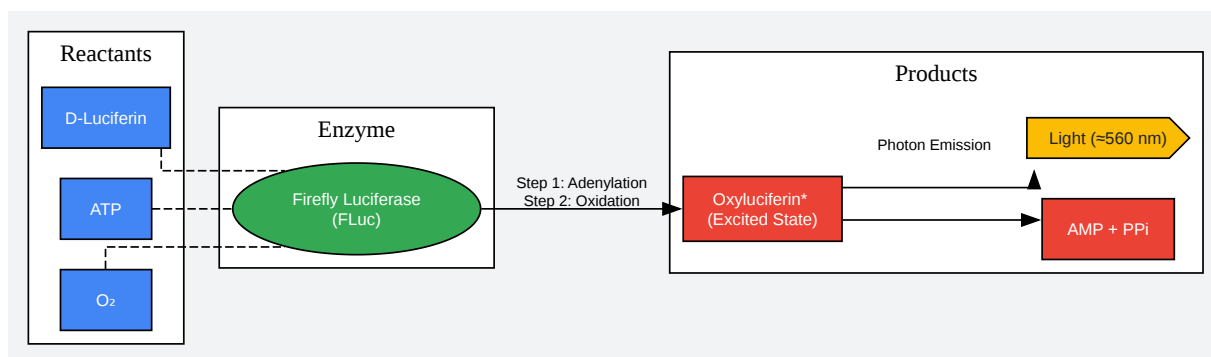 Reactants
D-Luciferin
ATP
O₂
Enzyme
Firefly Luciferase
(FLuc)
Step 1: Adenylation
Step 2: Oxidation
Products
Oxyluciferin*
(Excited State)
Photon Emission
Light (≈560 nm)
AMP + PPi